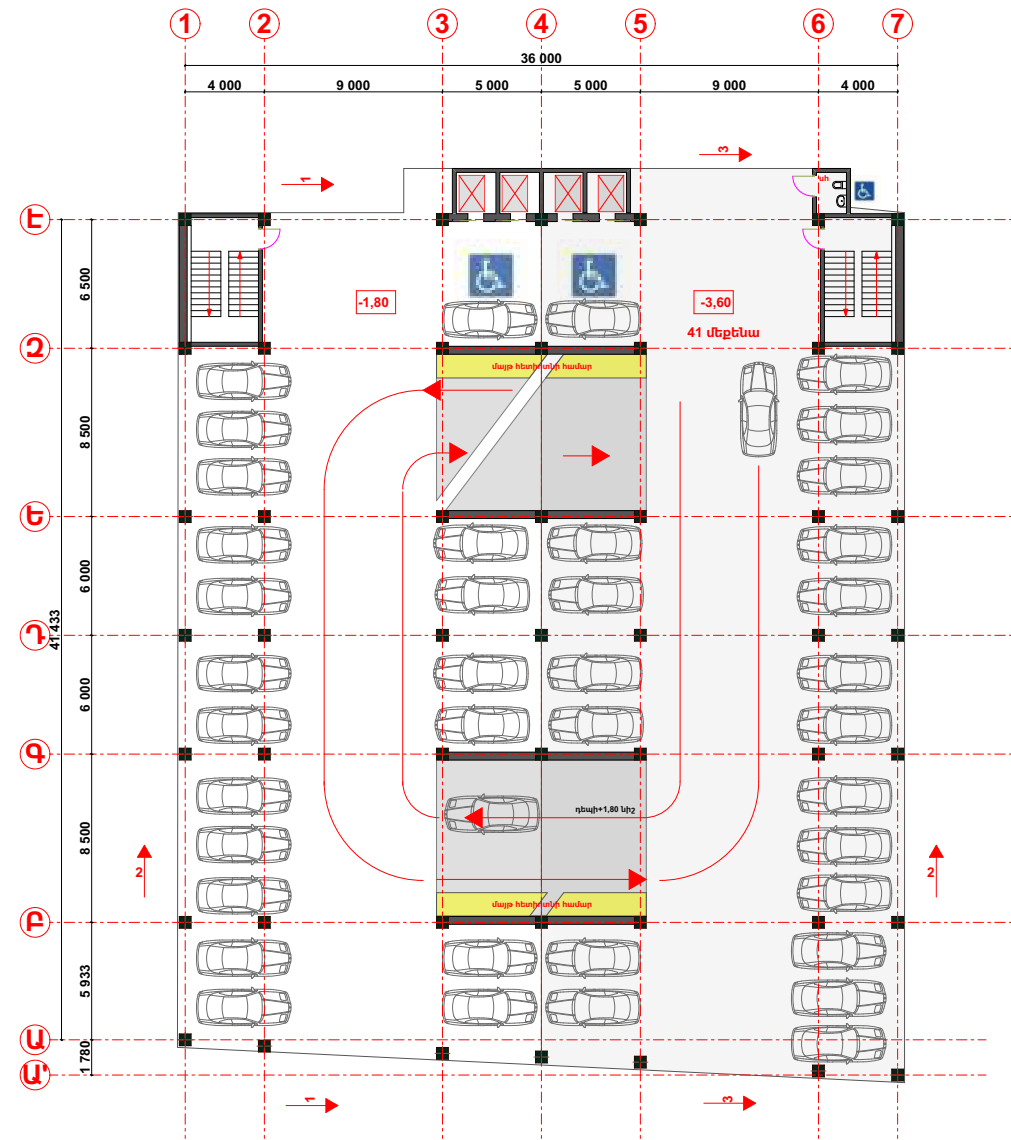 1 2 3 4 5 6 7
36 000
4 000 9 000 5 000 5 000 9 000 4 000
3
1
սհ
Է
6 500
-1,80
-3,60
41 մեքենա
Զ
մայթ հետիոտնի համար
8 500
Ե
6 000
41 433
Դ
6 000
Գ
դեպի+1,80 նիշ
8 500
2
2
մայթ հետիոտնի համար
Բ
5 933
Ա
1 780
Ա'
1
3